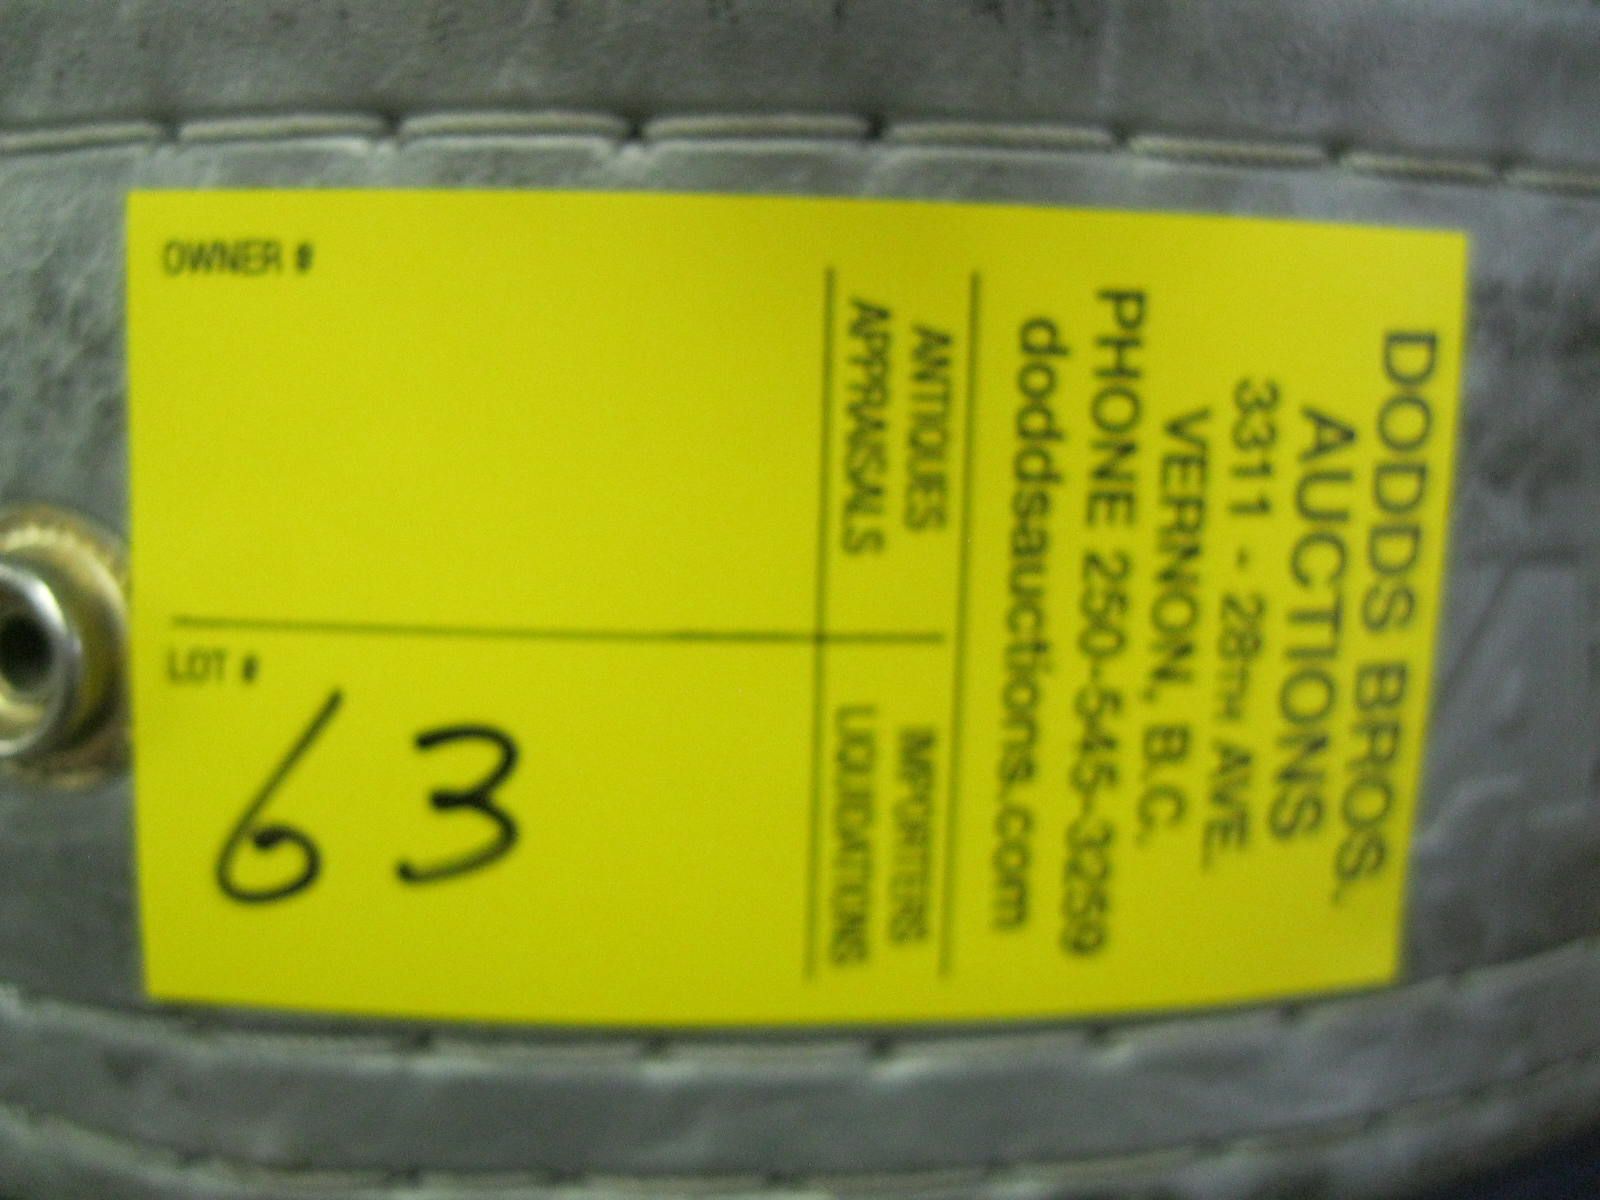 DODDS BROS.
AUCTIONS
3311 - 28TH AVE.
VERNON, B.C.
PHONE 250-545-3259
doddsauctions.com
ANTIQUES
APPRAISALS
IMPORTERS
LIQUIDATIONS
OWNER #
LOT #
63